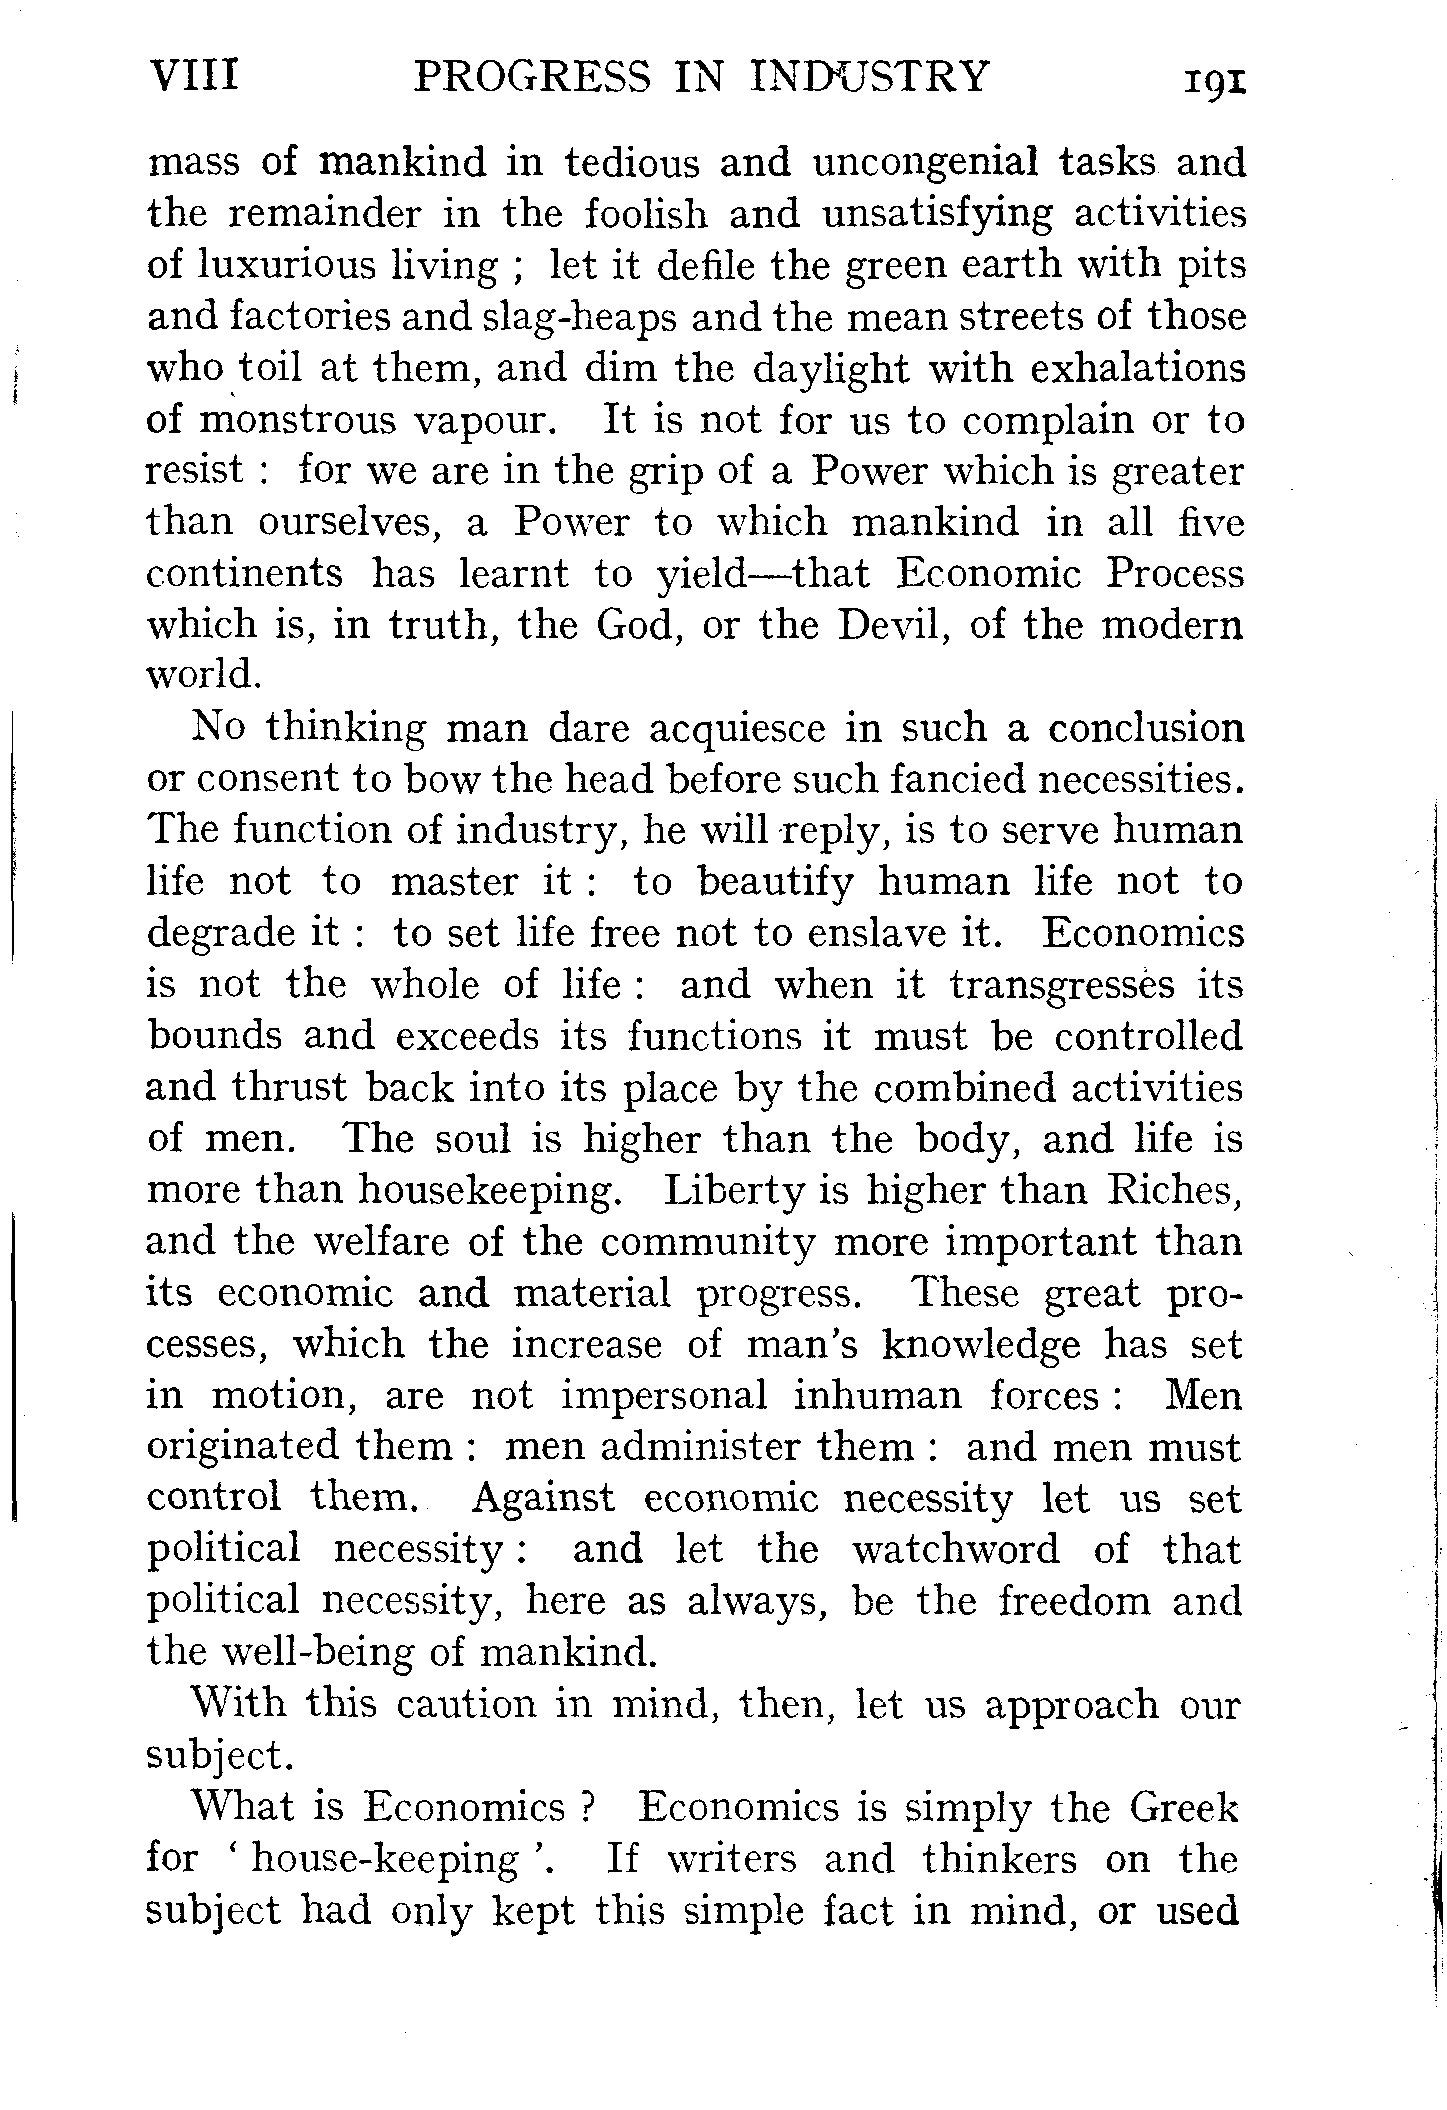 VIII PROGRESS IN INDUSTRY 191
mass of mankind in tedious and uncongenial tasks and
the remainder in the foolish and unsatisfying activities
of luxurious living ; let it defile the green earth with pits
and factories and slag-heaps and the mean streets of those
who toil at them, and dim the daylight with exhalations
of monstrous vapour. It is not for us to complain or to
resist : for we are in the grip of a Power which is greater
than ourselves, a Power to which mankind in all five
continents has learnt to yield—that Economic Process
which is, in truth, the God, or the Devil, of the modern
world.
No thinking man dare acquiesce in such a conclusion
or consent to bow the head before such fancied necessities.
The function of industry, he will reply, is to serve human
life not to master it : to beautify human life not to
degrade it : to set life free not to enslave it. Economics
is not the whole of life : and when it transgresses its
bounds and exceeds its functions it must be controlled
and thrust back into its place by the combined activities
of men. The soul is higher than the body, and life is
more than housekeeping. Liberty is higher than Riches,
and the welfare of the community more important than
its economic and material progress. These great pro-
cesses, which the increase of man's knowledge has set
in motion, are not impersonal inhuman forces : Men
originated them : men administer them : and men must
control them. Against economic necessity let us set
political necessity : and let the watchword of that
political necessity, here as always, be the freedom and
the well-being of mankind.
With this caution in mind, then, let us approach our
subject.
What is Economics ? Economics is simply the Greek
for ‘ house-keeping ’. If writers and thinkers on the
subject had only kept this simple fact in mind, or used